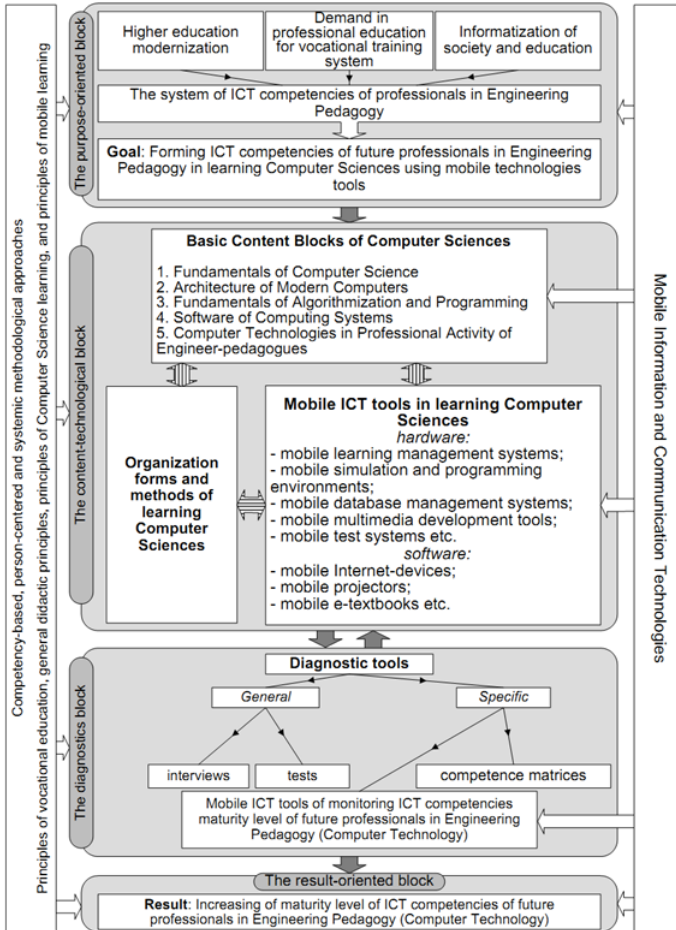 Competency-based, person-centered and systemic methodological approaches
Principles of vocational education, general didactic principles, principles of Computer Science learning, and principles of mobile learning
The purpose-oriented block
Higher education
modernization
Demand in
professional education
for vocational training
system
Informatization of
society and education
The system of ICT competencies of professionals in Engineering
Pedagogy
Goal: Forming ICT competencies of future professionals in Engineering
Pedagogy in learning Computer Sciences using mobile technologies
tools
The content-technological block
Basic Content Blocks of Computer Sciences
1. Fundamentals of Computer Science
2. Architecture of Modern Computers
3. Fundamentals of Algorithmization and Programming
4. Software of Computing Systems
5. Computer Technologies in Professional Activity of
Engineer-pedagogues
Organization
forms and
methods of
learning
Computer
Sciences
Mobile ICT tools in learning Computer
Sciences
hardware:
- mobile learning management systems;
- mobile simulation and programming
environments;
- mobile database management systems;
- mobile multimedia development tools;
- mobile test systems etc.
software:
- mobile Internet-devices;
- mobile projectors;
- mobile e-textbooks etc.
The diagnostics block
Diagnostic tools
General
Specific
interviews
tests
competence matrices
Mobile ICT tools of monitoring ICT competencies
maturity level of future professionals in Engineering
Pedagogy (Computer Technology)
The result-oriented block
Result: Increasing of maturity level of ICT competencies of future
professionals in Engineering Pedagogy (Computer Technology)
Mobile Information and Communication Technologies